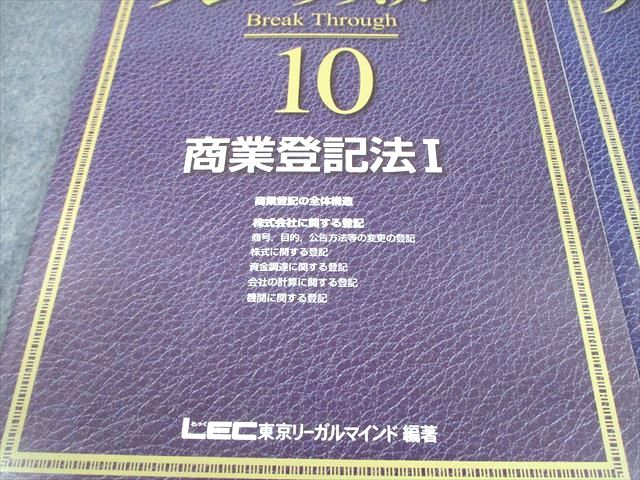 Break Through
10
商業登記法Ⅰ
商業登記の全体構造
株式会社に関する登記
商号、目的、公告方法等の変更の登記
株式に関する登記
資金調達に関する登記
会社の計算に関する登記
機関に関する登記
れっく
LEC東京リーガルマインド 編著